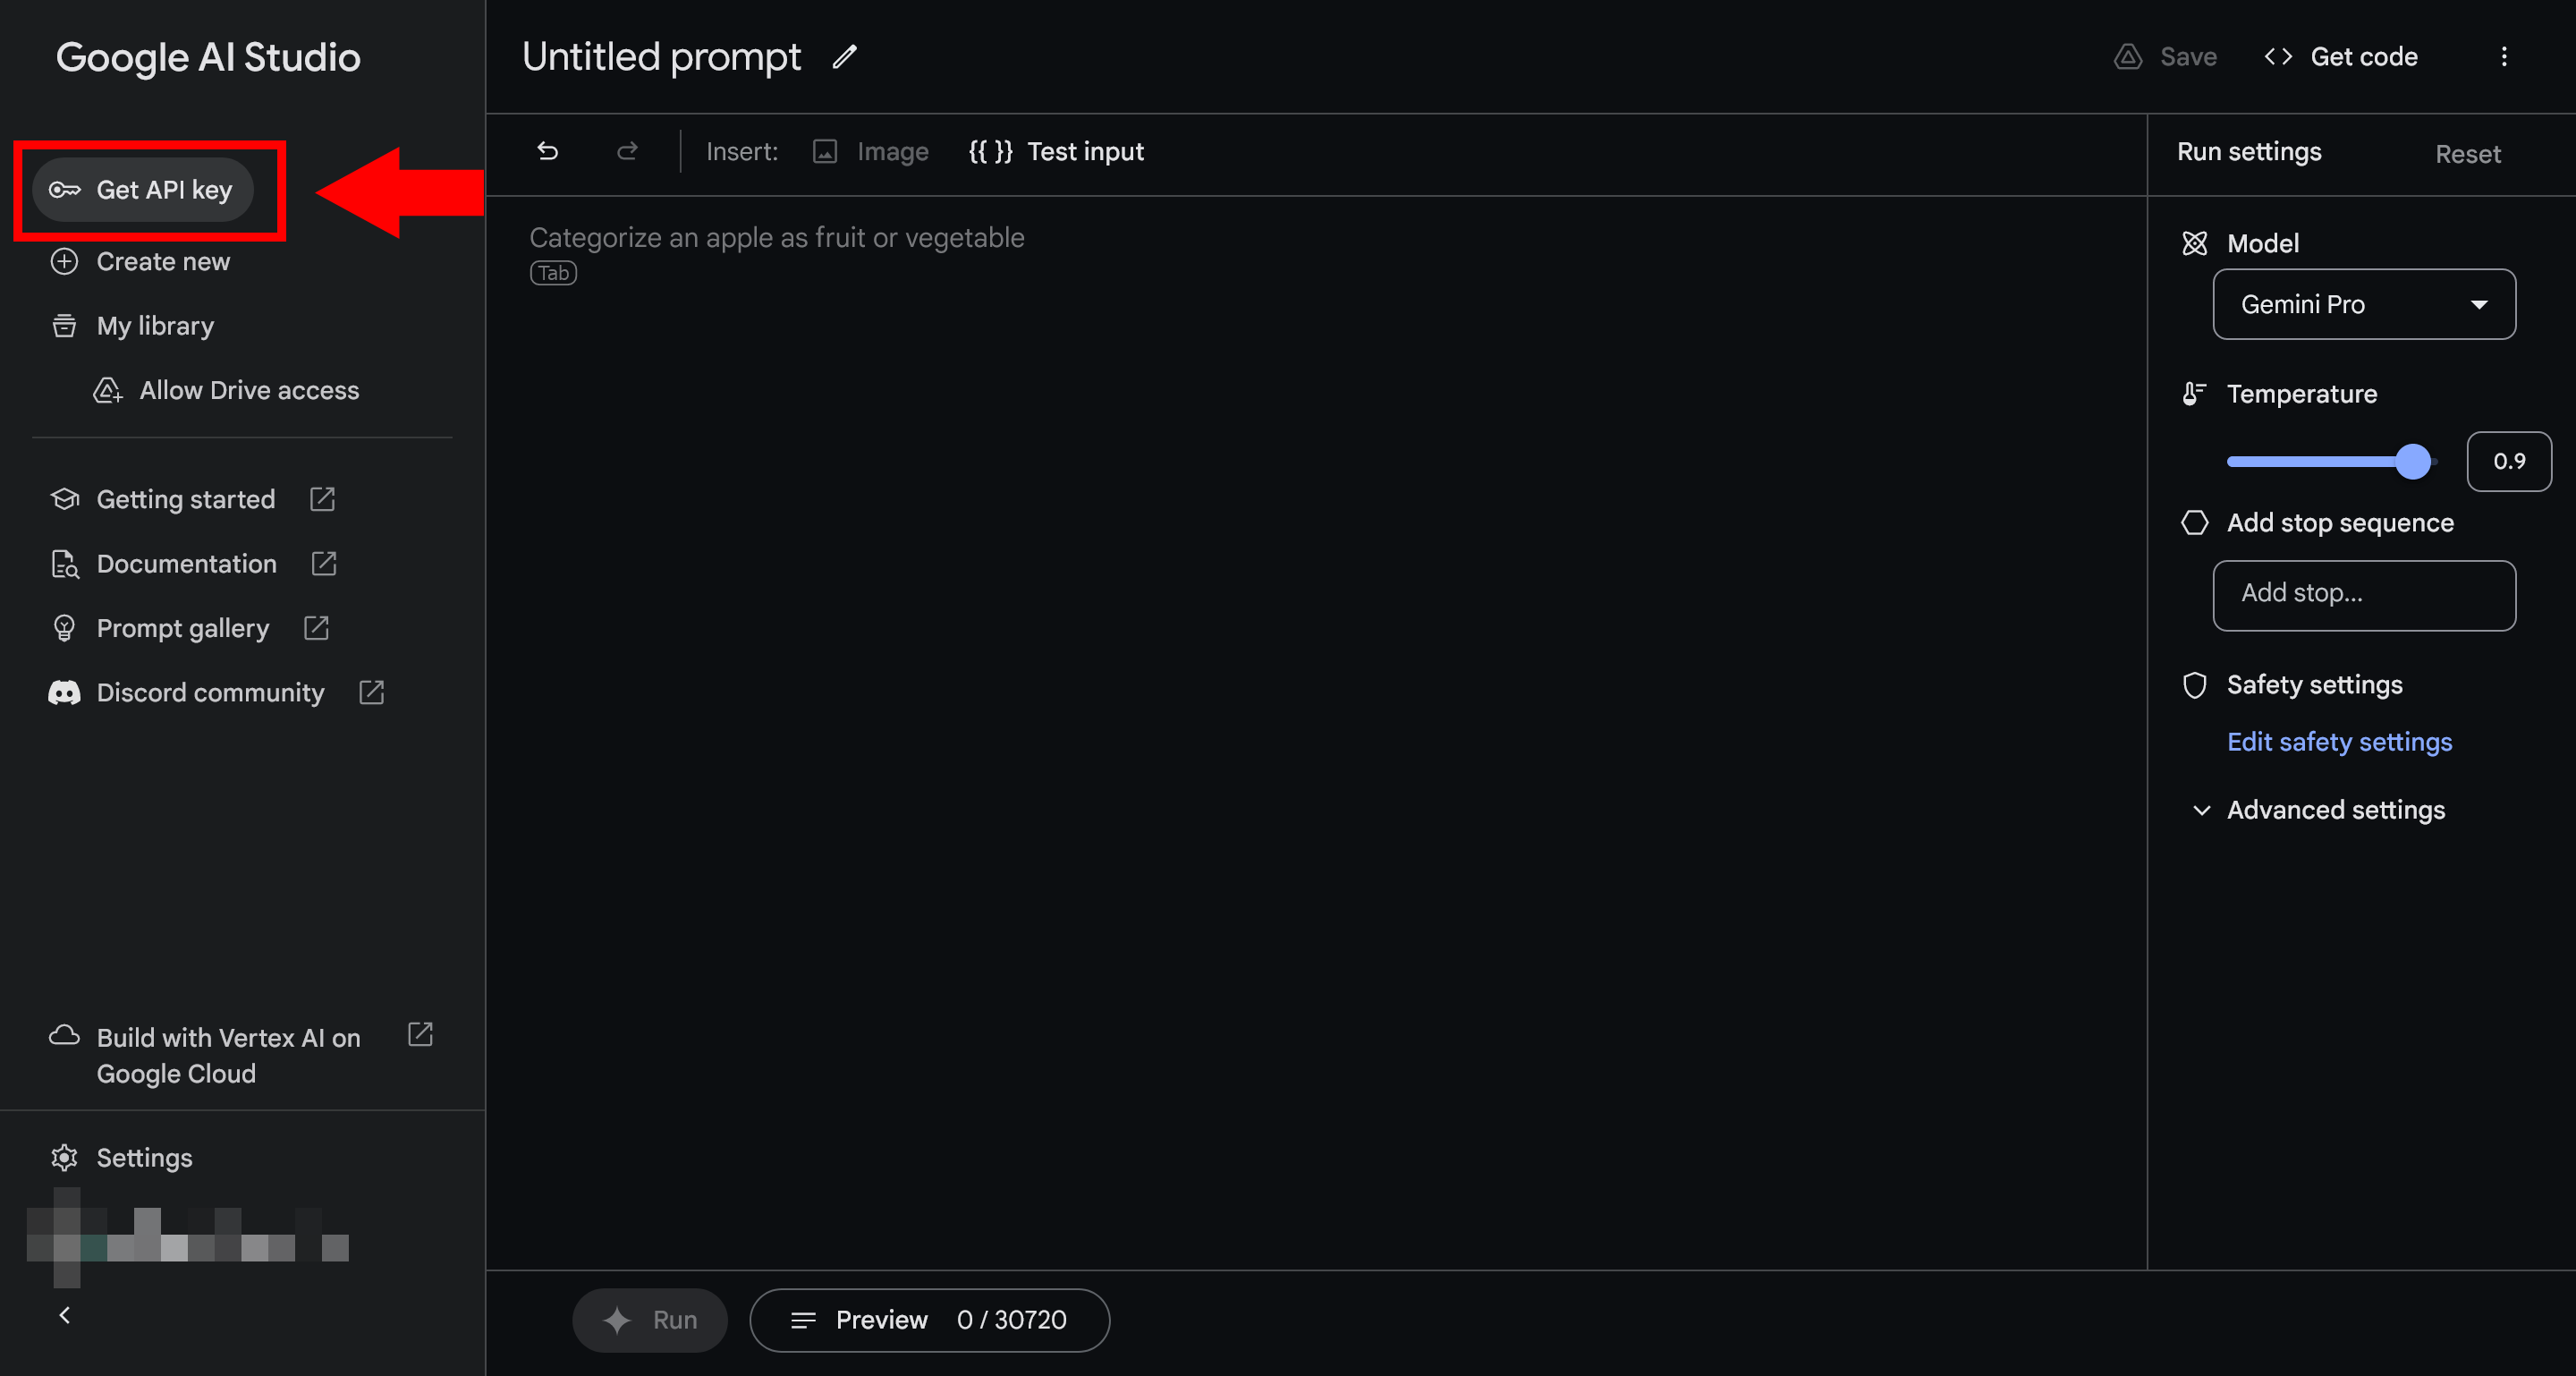 Google AI Studio
Get API key
Create new
My library
Allow Drive access
Getting started
Documentation
Prompt gallery
Discord community
Build with Vertex AI on
Google Cloud
Settings
Untitled prompt
Save
Get code
Insert:
Image
{{ }} Test input
Categorize an apple as fruit or vegetable
Tab
Run
Preview 0 / 30720
Run settings
Reset
Model
Gemini Pro
Temperature
0.9
Add stop sequence
Add stop...
Safety settings
Edit safety settings
Advanced settings